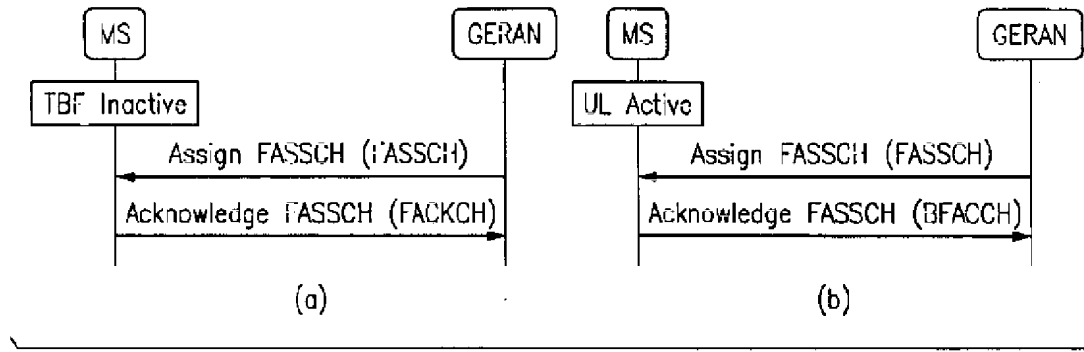 MS GERAN MS GERAN
TBF Inactive UL Active
Assign FASSCH (FASSCH) Assign FASSCH (FASSCH)
Acknowledge FASSCH (FACKCH) Acknowledge FASSCH (BFACCH)
(a) (b)